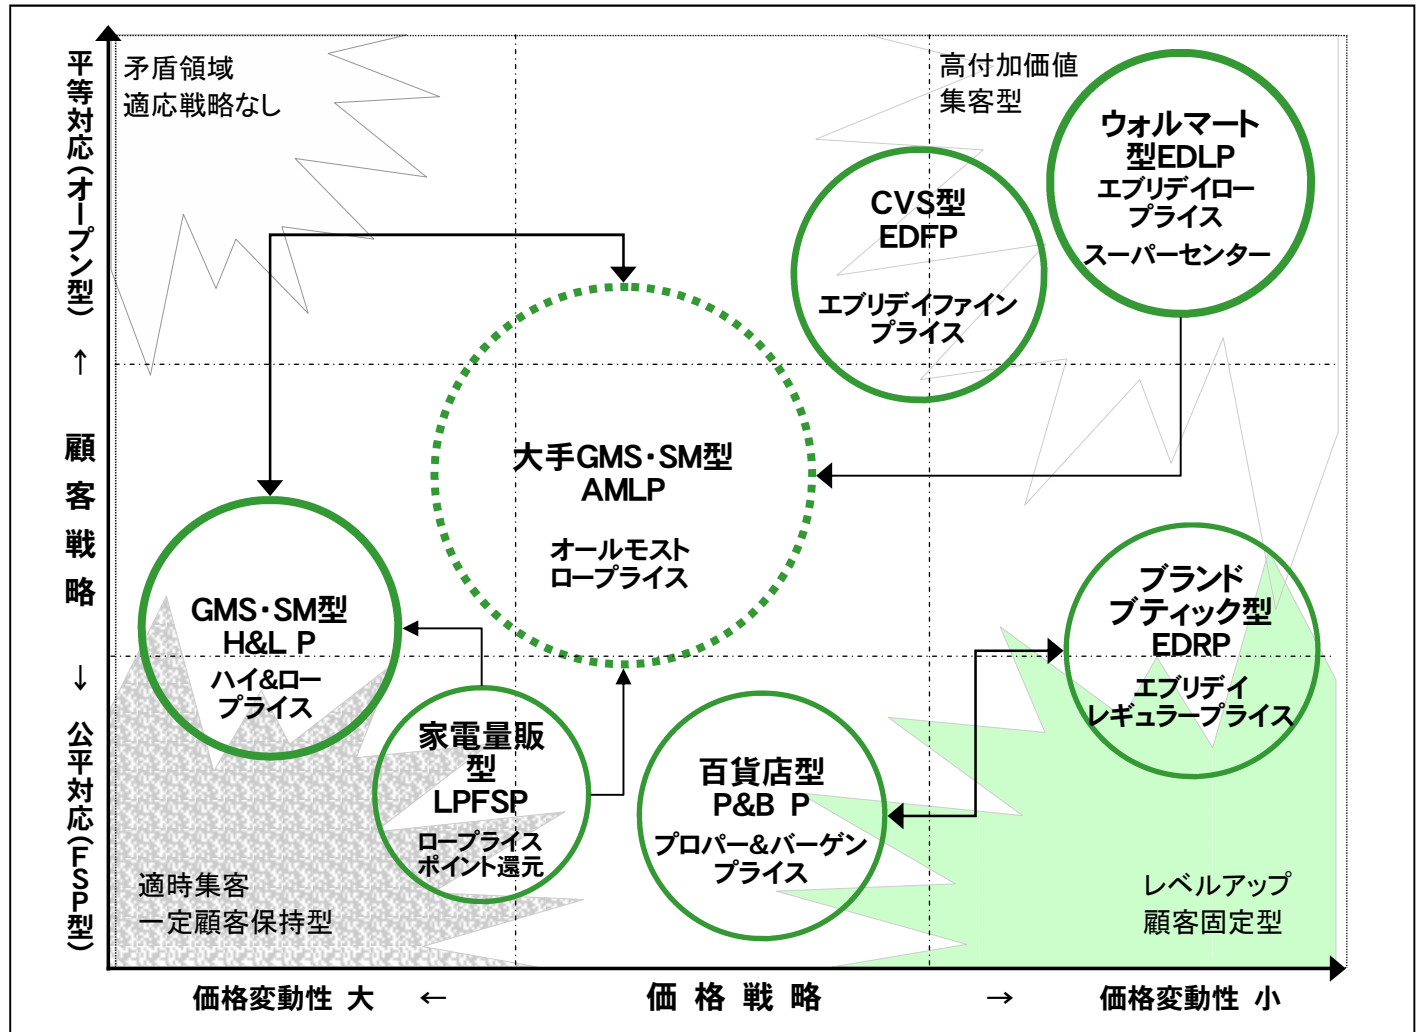 矛盾領域
適応戦略なし
高付加価値
集客型
ウォルマート
型EDLP
エブリデイロー
プライス
スーパーセンター
CVS型
EDFP
エブリデイファイン
プライス
大手GMS・SM型
AMLP
オールモスト
ロープライス
GMS・SM型
H&L P
ハイ&ロー
プライス
家電量販
型
LPFSP
ロープライス
ポイント還元
百貨店型
P&B P
プロパー&バーゲン
プライス
ブランド
ブティック型
EDRP
エブリデイ
レギュラープライス
適時集客
一定顧客保持型
レベルアップ
顧客固定型
平等対応(オープン型)
↑
顧客戦略
↓
公平対応(FSP型)
価格変動性 大 ← 価格戦略 → 価格変動性 小